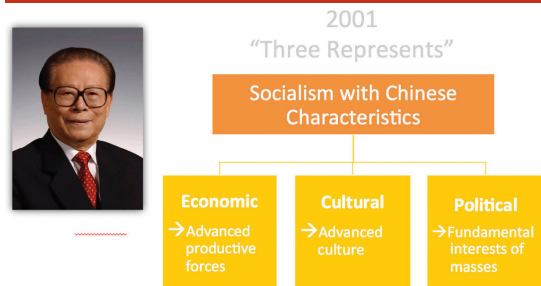 2001
“Three Represents”
Socialism with Chinese
Characteristics
Economic
→Advanced
productive
forces
Cultural
→Advanced
culture
Political
→Fundamental
interests of
masses